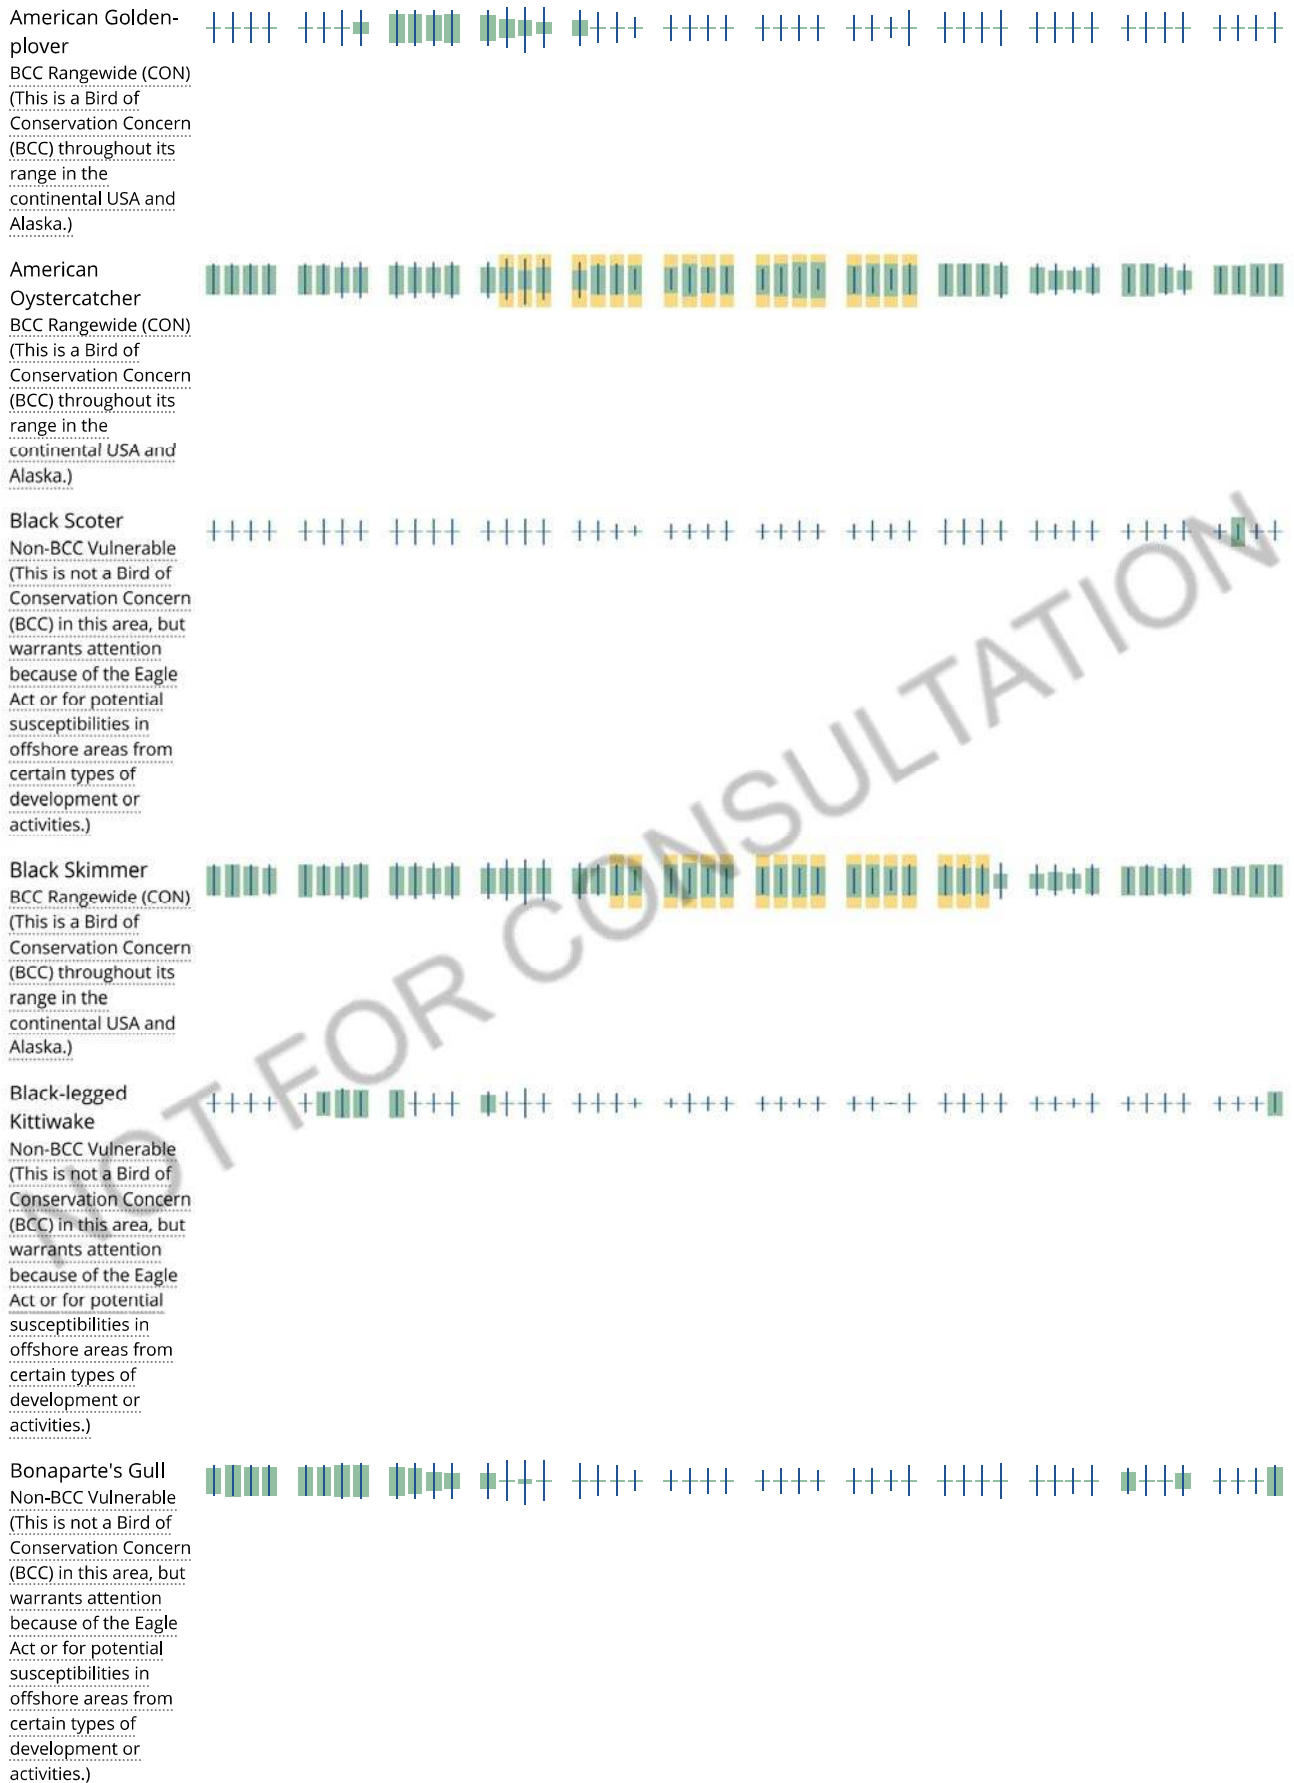 American Golden-
plover
BCC Rangewide (CON)
(This is a Bird of
Conservation Concern
(BCC) throughout its
range in the
continental USA and
Alaska.)
American
Oystercatcher
BCC Rangewide (CON)
(This is a Bird of
Conservation Concern
(BCC) throughout its
range in the
continental USA and
Alaska.)
Black Scoter
Non-BCC Vulnerable
(This is not a Bird of
Conservation Concern
(BCC) in this area, but
warrants attention
because of the Eagle
Act or for potential
susceptibilities in
offshore areas from
certain types of
development or
activities.)
Black Skimmer
BCC Rangewide (CON)
(This is a Bird of
Conservation Concern
(BCC) throughout its
range in the
continental USA and
Alaska.)
Black-legged
Kittiwake
Non-BCC Vulnerable
(This is not a Bird of
Conservation Concern
(BCC) in this area, but
warrants attention
because of the Eagle
Act or for potential
susceptibilities in
offshore areas from
certain types of
development or
activities.)
Bonaparte's Gull
Non-BCC Vulnerable
(This is not a Bird of
Conservation Concern
(BCC) in this area, but
warrants attention
because of the Eagle
Act or for potential
susceptibilities in
offshore areas from
certain types of
development or
activities.)
NOT FOR CONSULTATION